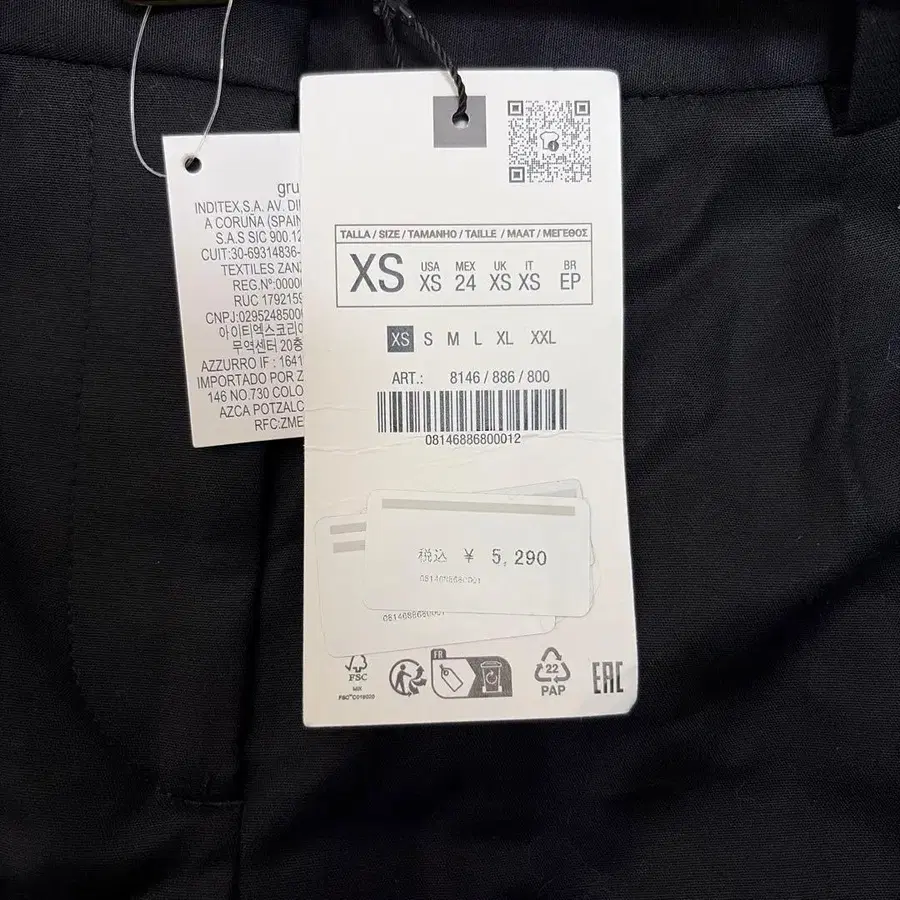 gru
INDITEX,S.A. AV. DI
A CORUÑA (SPAIN
S.A.S SIC 900.12
CUIT:30-69314836-
TEXTILES ZAN
REG.Nº:0000
RUC 1792159
CNPJ:0295248500
아이티엑스코리아
무역센터 20층
AZZURRO IF : 1641
IMPORTADO POR Z
146 NO.730 COLO
AZCA POTZALC
RFC:ZME
TALLA / SIZE / TAMANHO / TAILLE / MAAT / ΜΕΓΕΘΟΣ
XS USA XS MEX 24 UK XS IT XS BR EP
XS S M L XL XXL
ART.: 8146 / 886 / 800
08146886800012
税込 ¥ 5,290
FSC
MIX
FR
22
PAP
EAC